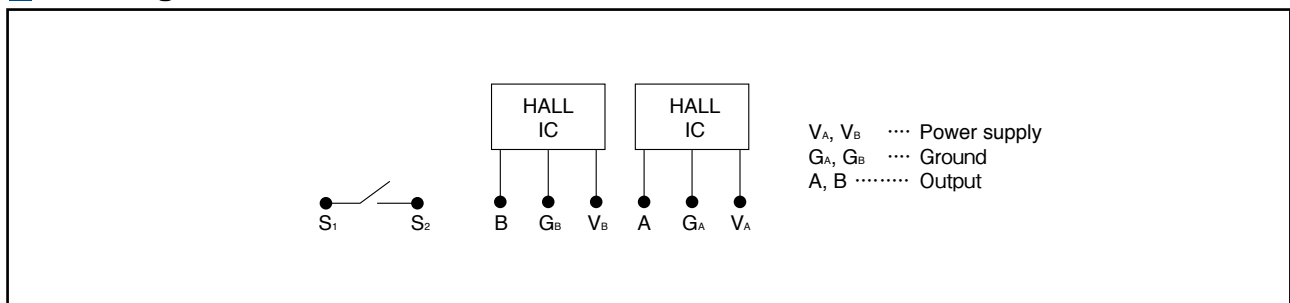 HALL
IC
HALL
IC
VA, VB ···· Power supply
GA, GB ···· Ground
A, B ········· Output
S1 S2 B GB VB A GA VA